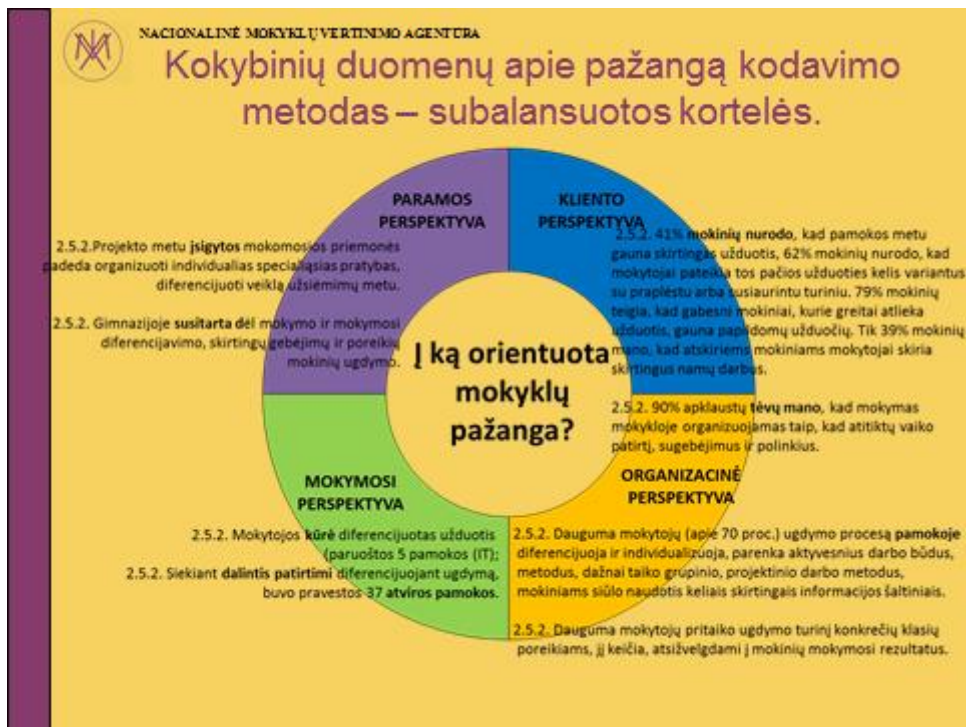 NACIONALINĖ MOKYKLŲ VERTINIMO AGENTŪRA
Kokybinių duomenų apie pažangą kodavimo
metodas – subalansuotos kortelės.
PARAMOS
PERSPEKTYVA
2.5.2.Projekto metu įsigytos mokomosios priemonės
padeda organizuoti individualias specialiąsias pratybas,
diferencijuoti veiklą užsiėmimų metu.
2.5.2. Gimnazijoje susitarta dėl mokymo ir mokymosi
diferencijavimo, skirtingų gebėjimų ir poreikių
mokinių ugdymo.
KLIENTO
PERSPEKTYVA
2.5.2. 41% mokinių nurodo, kad pamokos metu
gauna skirtingas užduotis, 62% mokinių nurodo, kad
mokytojai pateikia tos pačios užduoties kelis variantus
su praplėstu arba susiaurintu turiniu. 79% mokinių
teigia, kad gabesni mokiniai, kurie greitai atlieka
užduotis, gauna papildomų užduočių. Tik 39% mokinių
mano, kad atskiriems mokiniams mokytojai skiria
skirtingus namų darbus.
2.5.2. 90% apklaustų tėvų mano, kad mokymas
mokykloje organizuojamas taip, kad atitiktų vaiko
patirtį, sugebėjimus ir polinkius.
Į ką orientuota
mokyklų
pažanga?
MOKYMOSI
PERSPEKTYVA
2.5.2. Mokytojos kūrė diferencijuotas užduotis
(paruoštos 5 pamokos (IT);
2.5.2. Siekiant dalintis patirtimi diferencijuojant ugdymą,
buvo pravestos 37 atviros pamokos.
ORGANIZACINĖ
PERSPEKTYVA
2.5.2. Dauguma mokytojų (apie 70 proc.) ugdymo procesą pamokoje
diferencijuoja ir individualizuoja, parenka aktyvesnius darbo būdus,
metodus, dažnai taiko grupinio, projektinio darbo metodus,
mokiniams siūlo naudotis keliais skirtingais informacijos šaltiniais.
2.5.2. Dauguma mokytojų pritaiko ugdymo turinį konkrečių klasių
poreikiams, jį keičia, atsižvelgdami į mokinių mokymosi rezultatus.